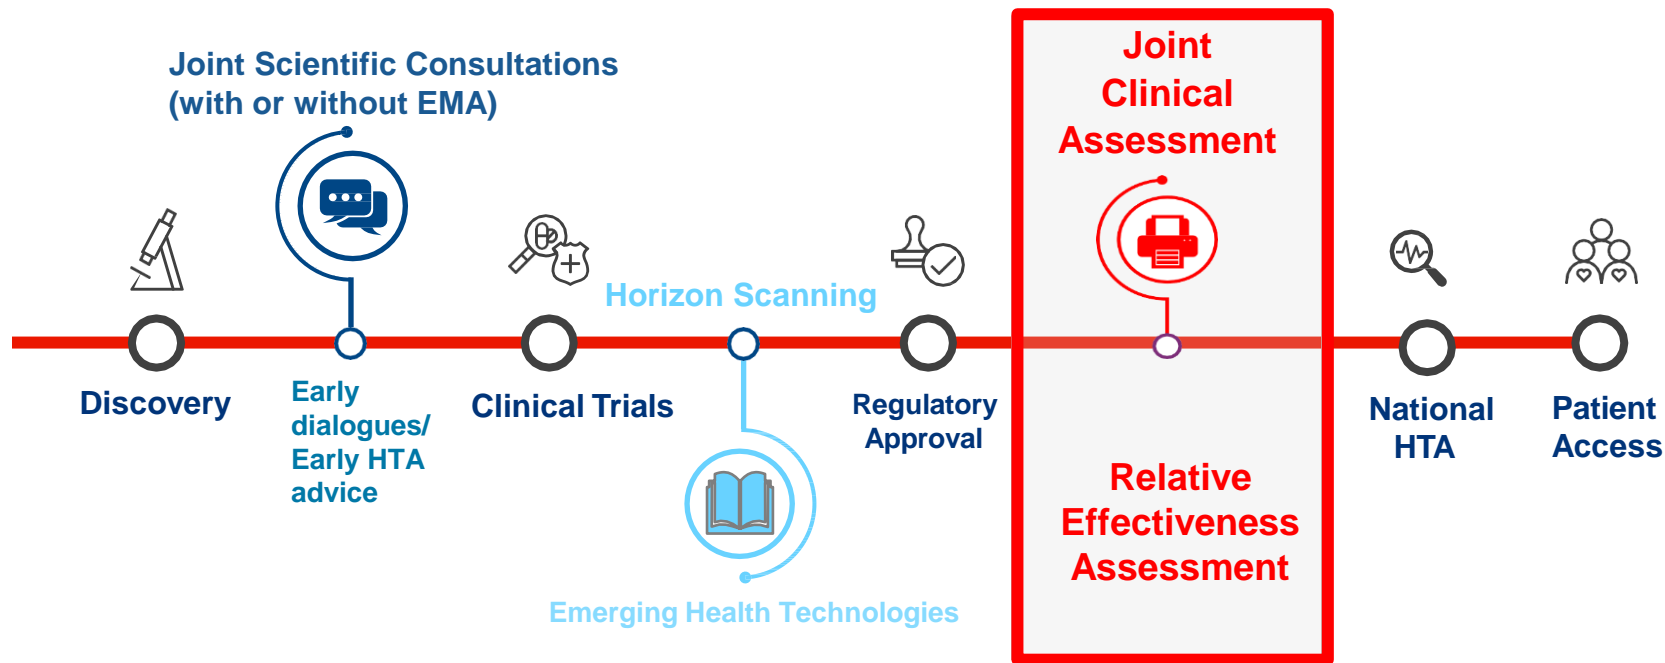 Joint Scientific Consultations
(with or without EMA)
Joint
Clinical
Assessment
Horizon Scanning
Discovery
Early
dialogues/
Early HTA
advice
Clinical Trials
Regulatory
Approval
National
HTA
Patient
Access
Relative
Effectiveness
Assessment
Emerging Health Technologies